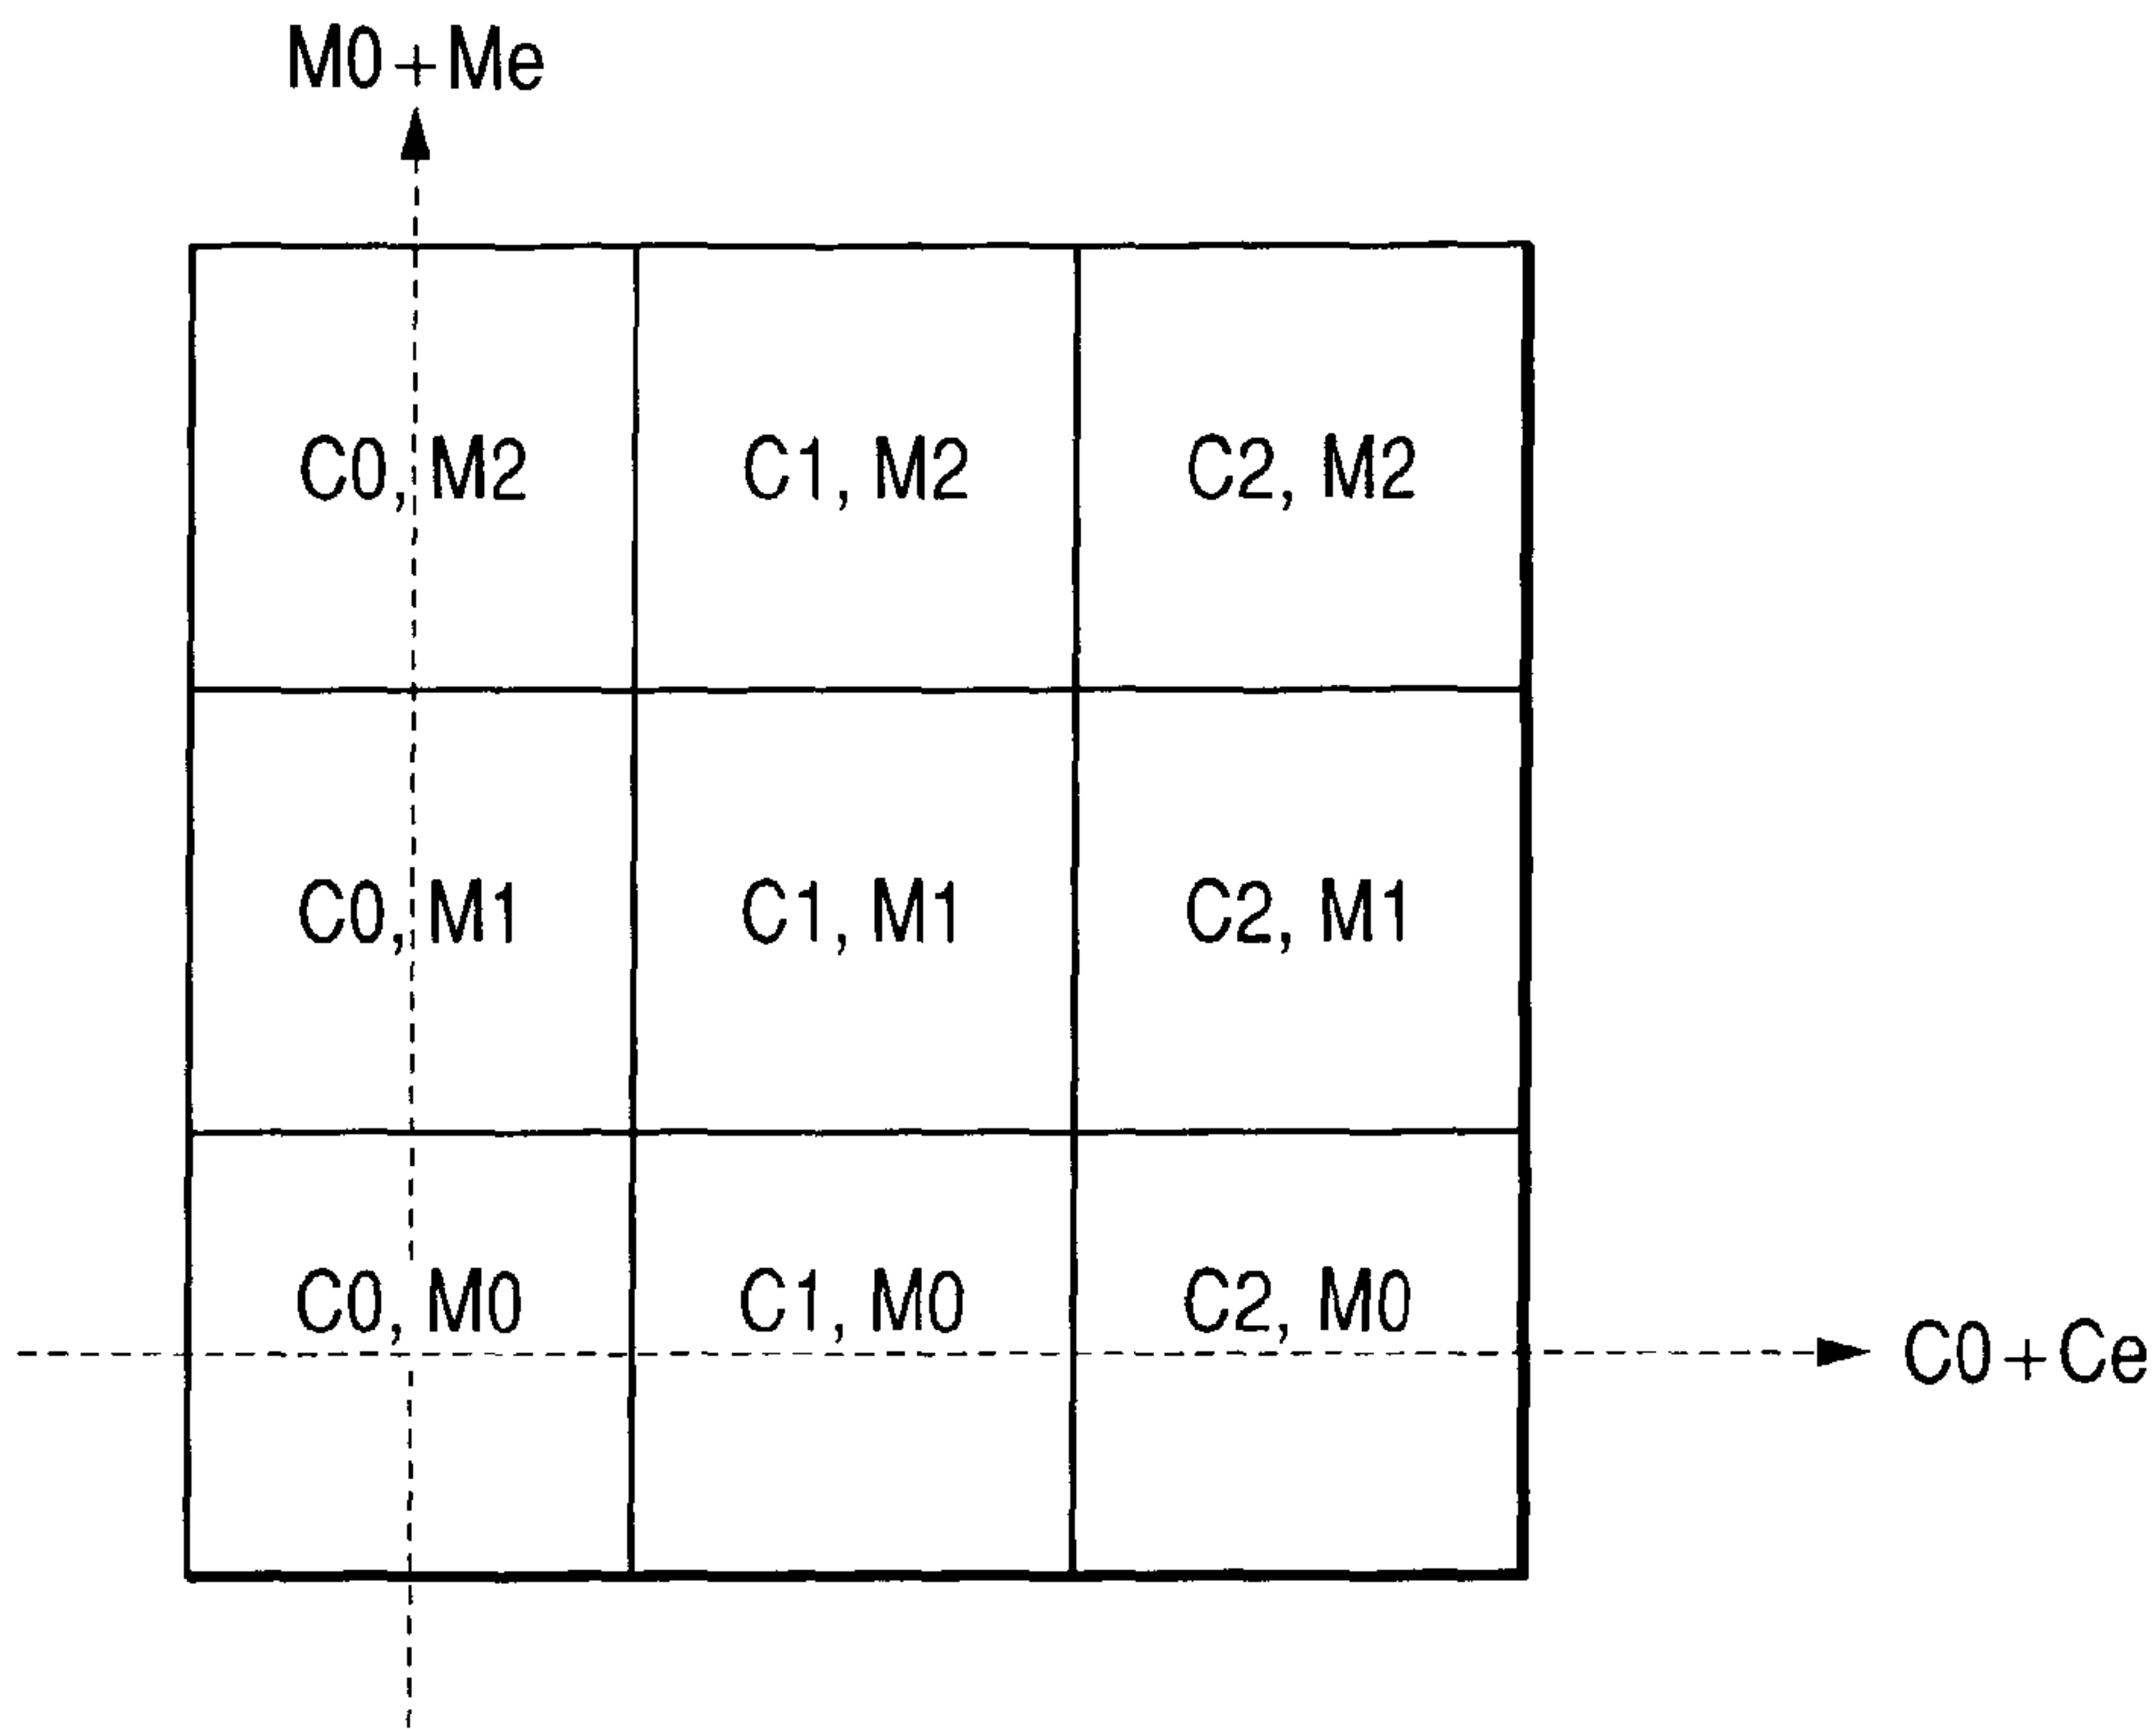 M0+Me
C0, M2 C1, M2 C2, M2
C0, M1 C1, M1 C2, M1
C0, M0 C1, M0 C2, M0
C0+Ce